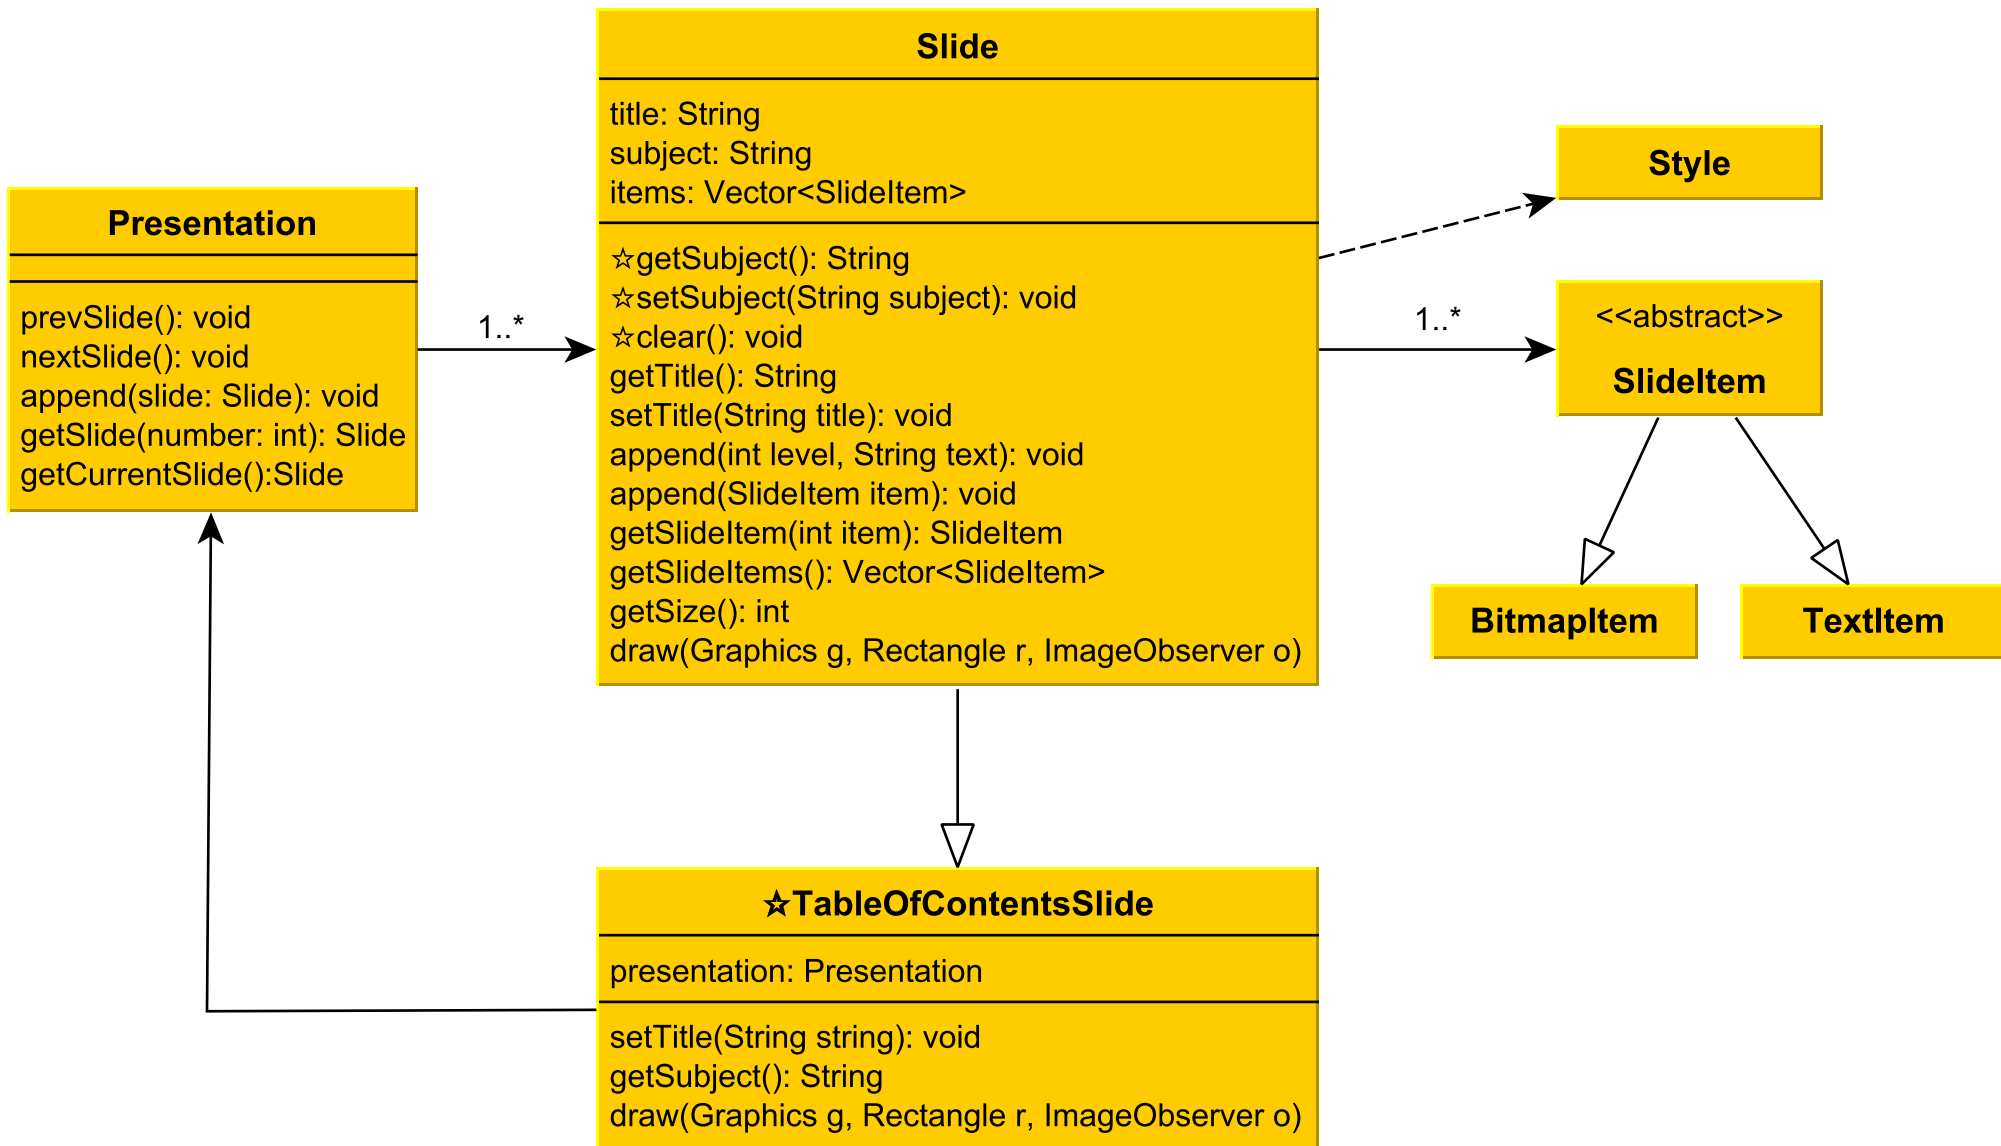 Presentation
prevSlide(): void
nextSlide(): void
append(slide: Slide): void
getSlide(number: int): Slide
getCurrentSlide():Slide
1..*
Slide
title: String
subject: String
items: Vector<SlideItem>
☆getSubject(): String
☆setSubject(String subject): void
☆clear(): void
getTitle(): String
setTitle(String title): void
append(int level, String text): void
append(SlideItem item): void
getSlideItem(int item): SlideItem
getSlideItems(): Vector<SlideItem>
getSize(): int
draw(Graphics g, Rectangle r, ImageObserver o)
Style
1..*
<<abstract>>
SlideItem
BitmapItem
TextItem
☆TableOfContentsSlide
presentation: Presentation
setTitle(String string): void
getSubject(): String
draw(Graphics g, Rectangle r, ImageObserver o)